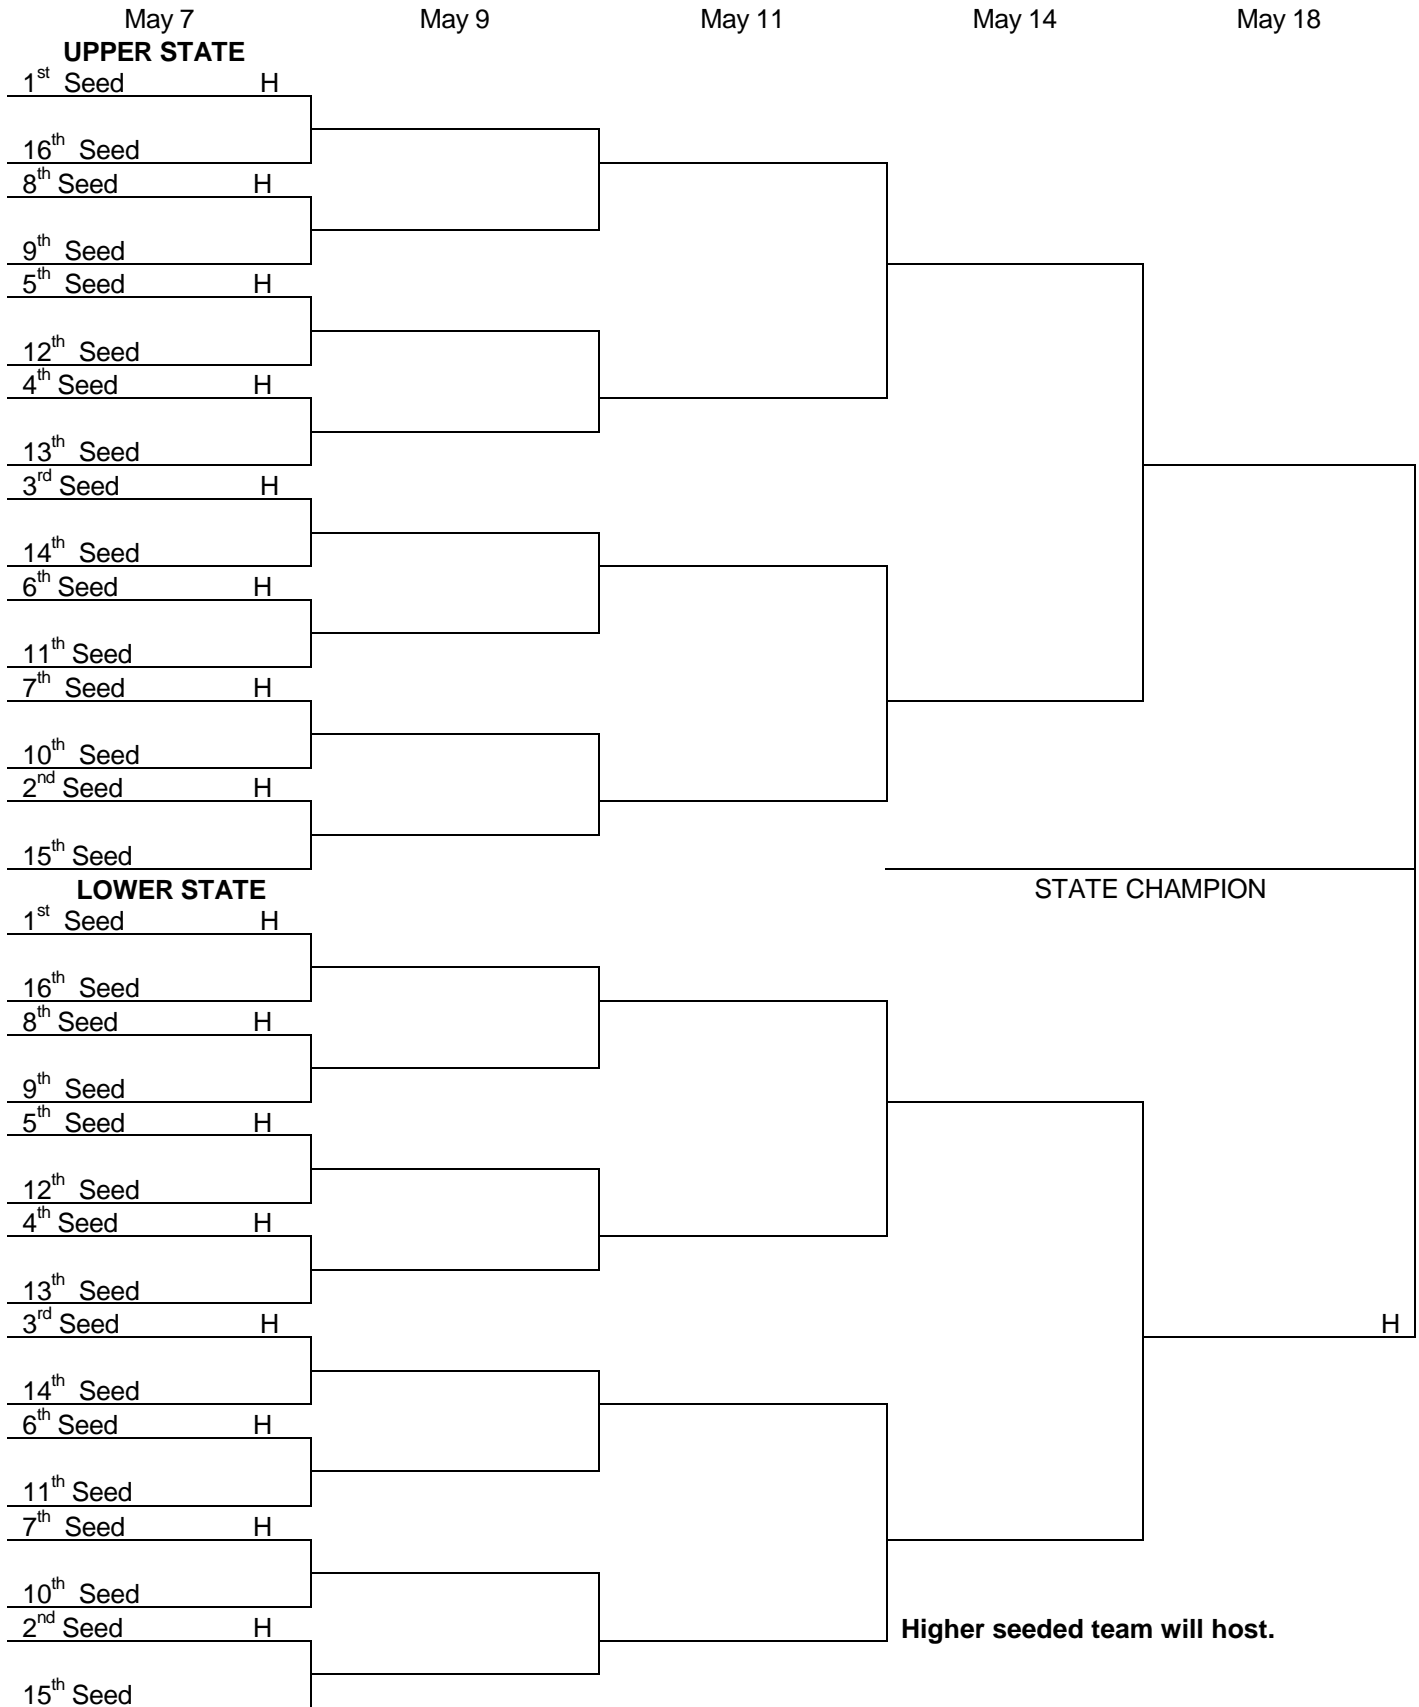 May 7 May 9 May 11 May 14 May 18
UPPER STATE
1st Seed H
16th Seed
8th Seed H
9th Seed
5th Seed H
12th Seed
4th Seed H
13th Seed
3rd Seed H
14th Seed
6th Seed H
11th Seed
7th Seed H
10th Seed
2nd Seed H
15th Seed
LOWER STATE STATE CHAMPION
1st Seed H
16th Seed
8th Seed H
9th Seed
5th Seed H
12th Seed
4th Seed H
13th Seed
3rd Seed H H
14th Seed
6th Seed H
11th Seed
7th Seed H
10th Seed
2nd Seed H Higher seeded team will host.
15th Seed